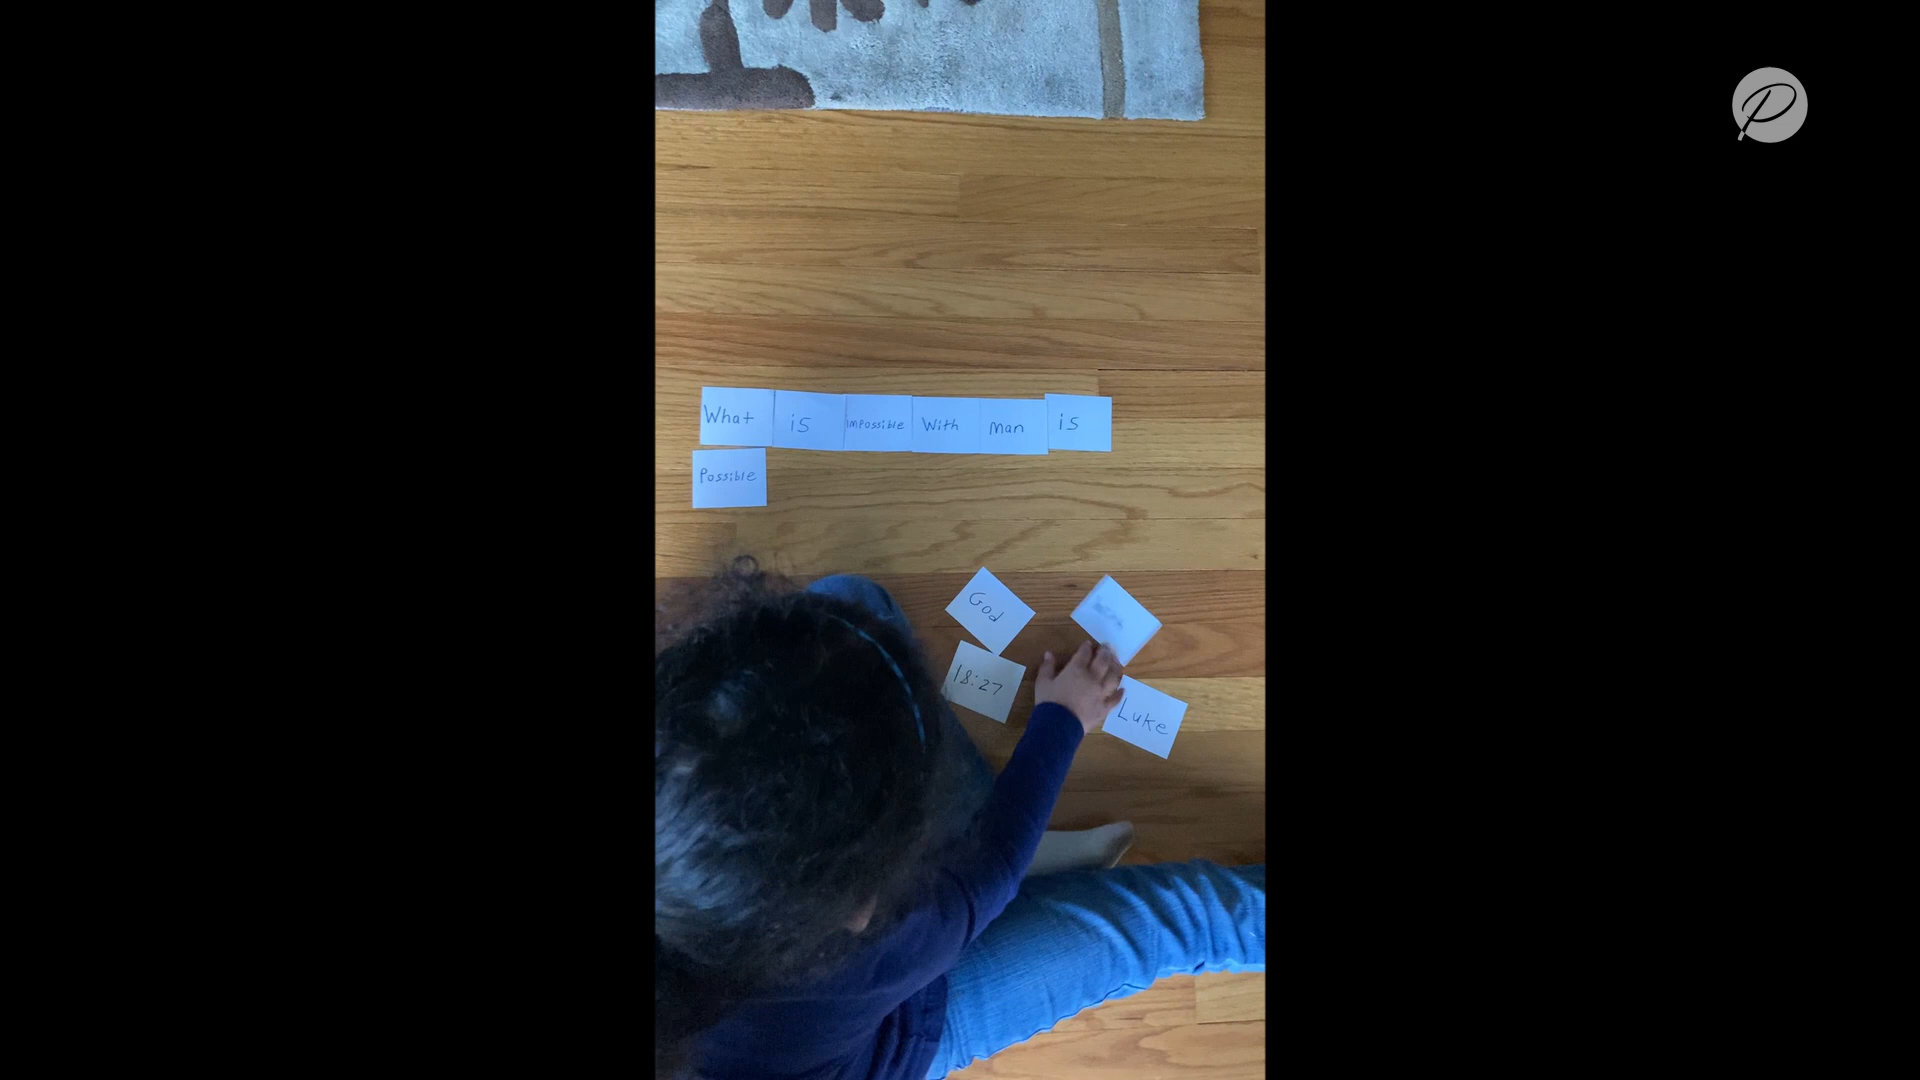 What is Impossible With man is
Possible
God
18:27
Luke
P